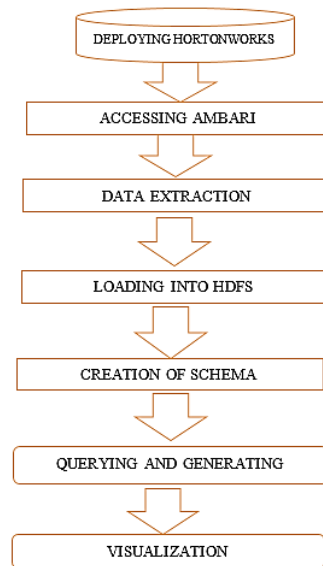 DEPLOYING HORTONWORKS
ACCESSING AMBARI
DATA EXTRACTION
LOADING INTO HDFS
CREATION OF SCHEMA
QUERYING AND GENERATING
VISUALIZATION